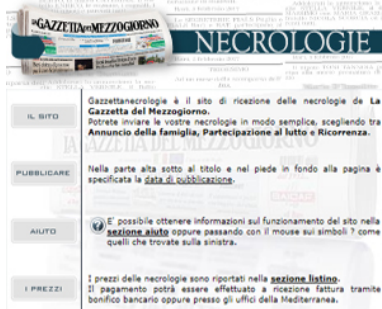 LA GAZZETTA DEL MEZZOGIORNO
NECROLOGIE
IL SITO
Gazzettanecrologie è il sito di ricezione delle necrologie de La
Gazzetta del Mezzogiorno.
Potrete inviare le vostre necrologie in modo semplice, scegliendo tra
Annuncio della famiglia, Partecipazione al lutto e Ricorrenza.
PUBBLICARE
Nella parte alta sotto al titolo e nel piede in fondo alla pagina è
specificata la data di pubblicazione.
AIUTO
? E' possibile ottenere informazioni sul funzionamento del sito nella
sezione aiuto oppure passando con il mouse sui simboli ? come
quelli che trovate sulla sinistra.
I PREZZI
I prezzi delle necrologie sono riportati nella sezione listino.
Il pagamento potrà essere effettuato a ricezione fattura tramite
bonifico bancario oppure presso gli uffici della Mediterranea.